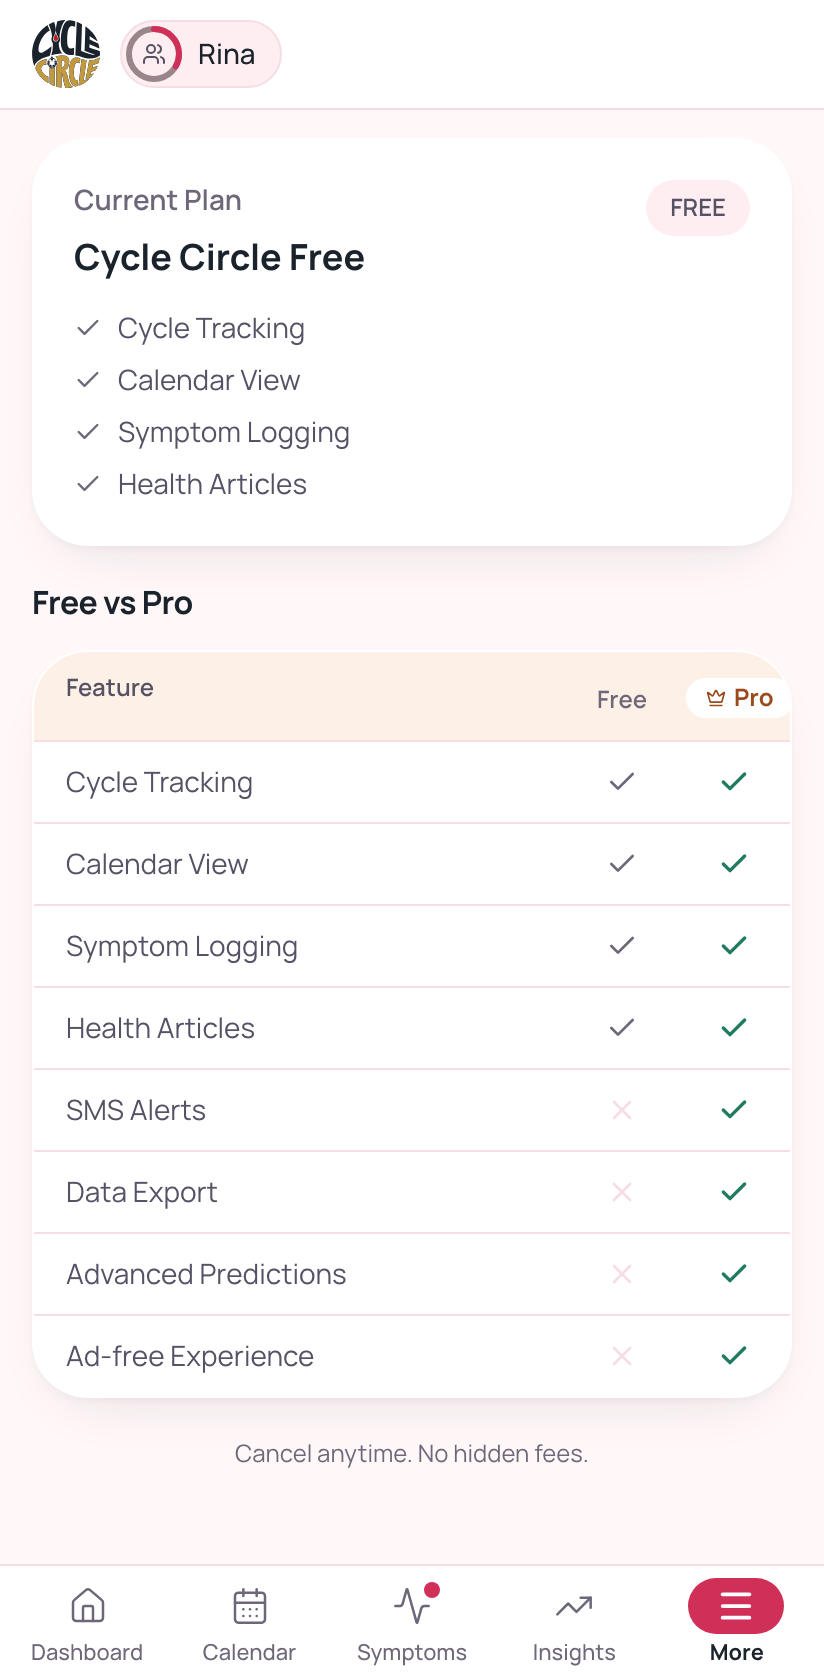 CYCLE
CIRCLE
Rina
Current Plan
FREE
Cycle Circle Free
Cycle Tracking
Calendar View
Symptom Logging
Health Articles
Free vs Pro
Feature Free Pro
Cycle Tracking
Calendar View
Symptom Logging
Health Articles
SMS Alerts
Data Export
Advanced Predictions
Ad-free Experience
Cancel anytime. No hidden fees.
Dashboard Calendar Symptoms Insights More